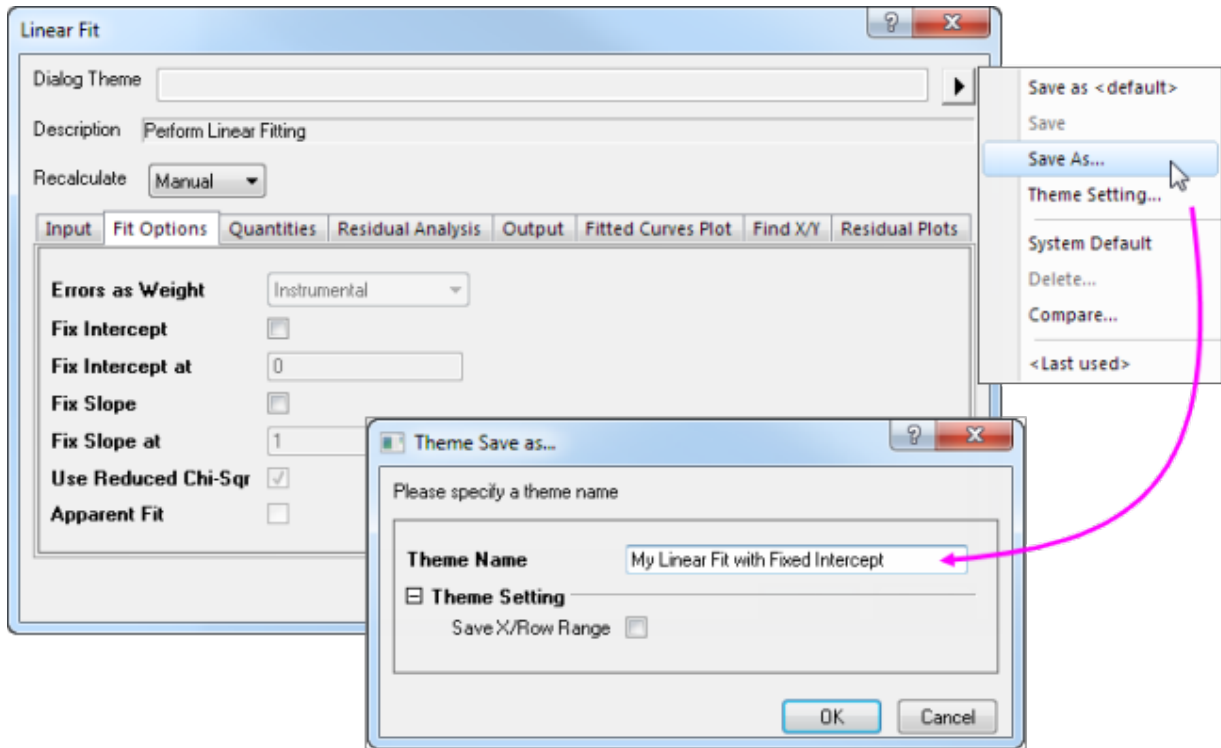 Linear Fit
Dialog Theme
Description Perform Linear Fitting
Recalculate Manual
Input Fit Options Quantities Residual Analysis Output Fitted Curves Plot Find X/Y Residual Plots
Errors as Weight Instrumental
Fix Intercept
Fix Intercept at 0
Fix Slope
Fix Slope at 1
Use Reduced Chi-Sqr
Apparent Fit
Save as <default>
Save
Save As...
Theme Setting...
System Default
Delete...
Compare...
<Last used>
Theme Save as...
Please specify a theme name
Theme Name My Linear Fit with Fixed Intercept
Theme Setting
Save X/Row Range
OK Cancel